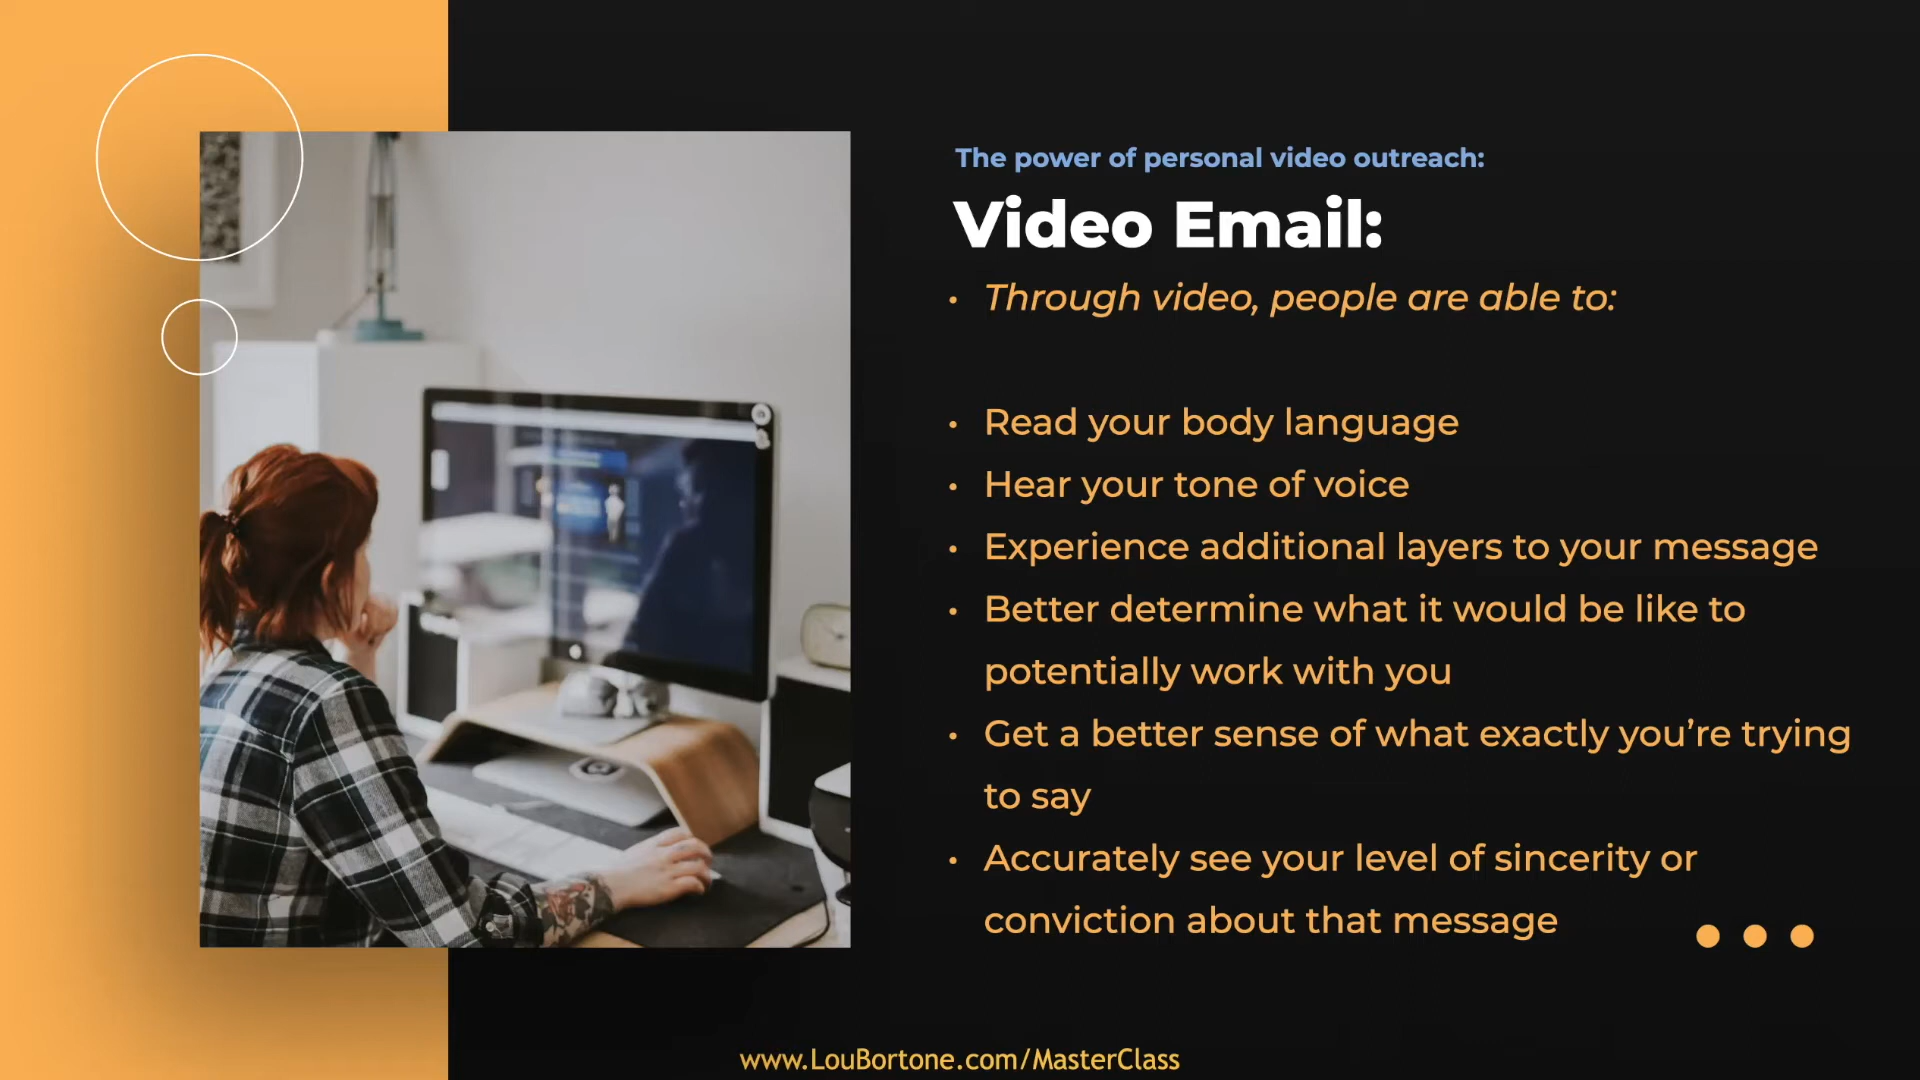 The power of personal video outreach:
Video Email:
• Through video, people are able to:
• Read your body language
• Hear your tone of voice
• Experience additional layers to your message
• Better determine what it would be like to
potentially work with you
• Get a better sense of what exactly you’re trying
to say
• Accurately see your level of sincerity or
conviction about that message
www.LouBortone.com/MasterClass